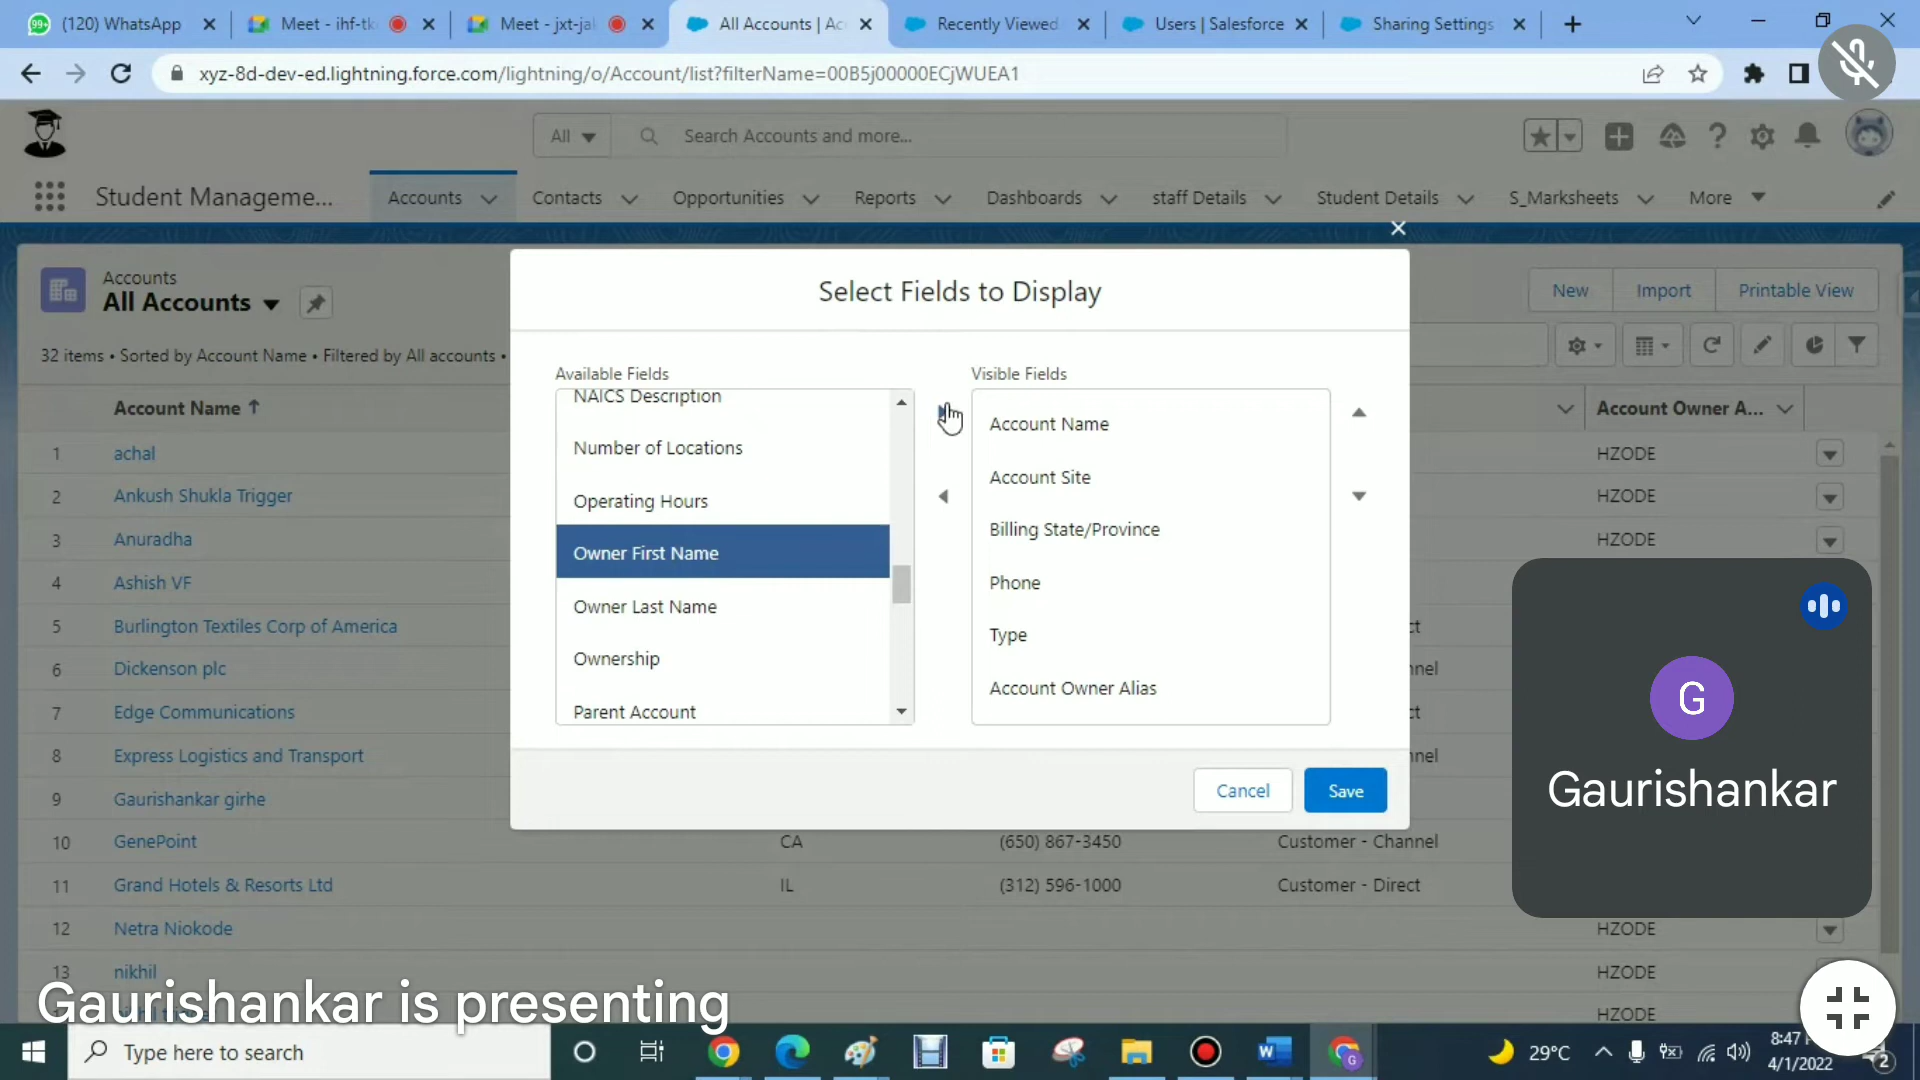 99+ (120) WhatsApp
Meet - ihf-tk
Meet - jxt-ja
All Accounts | Ac
Recently Viewed
Users | Salesforce
Sharing Settings
xyz-8d-dev-ed.lightning.force.com/lightning/o/Account/list?filterName=00B5j00000ECjWUEA1
All
Search Accounts and more...
Student Manageme...
Accounts
Contacts
Opportunities
Reports
Dashboards
staff Details
Student Details
S_Marksheets
More
Accounts
All Accounts
New
Import
Printable View
32 items • Sorted by Account Name • Filtered by All accounts •
Account Name
Account Owner A...
1 achal HZODE
2 Ankush Shukla Trigger HZODE
3 Anuradha HZODE
4 Ashish VF
5 Burlington Textiles Corp of America
6 Dickenson plc
7 Edge Communications
8 Express Logistics and Transport
9 Gaurishankar girhe
10 GenePoint CA (650) 867-3450 Customer - Channel
11 Grand Hotels & Resorts Ltd IL (312) 596-1000 Customer - Direct
12 Netra Niokode HZODE
13 nikhil HZODE
HZODE
Select Fields to Display
Available Fields
NAICS Description
Number of Locations
Operating Hours
Owner First Name
Owner Last Name
Ownership
Parent Account
Visible Fields
Account Name
Account Site
Billing State/Province
Phone
Type
Account Owner Alias
Cancel
Save
G
Gaurishankar
Gaurishankar is presenting
Type here to search
29°C
8:47
4/1/2022
2